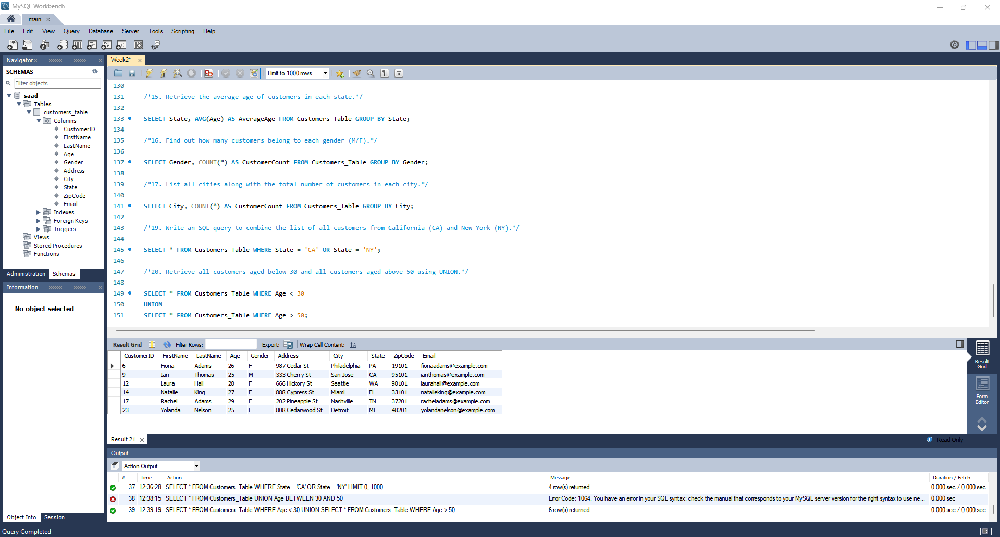 MySQL Workbench
main
File Edit View Query Database Server Tools Scripting Help
Navigator
SCHEMAS
Filter objects
saad
Tables
customers_table
Columns
CustomerID
FirstName
LastName
Age
Gender
Address
City
State
ZipCode
Email
Indexes
Foreign Keys
Triggers
Views
Stored Procedures
Functions
Administration Schemas
Information
No object selected
Object Info Session
Week2*
Limit to 1000 rows
130
131 /*15. Retrieve the average age of customers in each state.*/
132
133 SELECT State, AVG(Age) AS AverageAge FROM Customers_Table GROUP BY State;
134
135 /*16. Find out how many customers belong to each gender (M/F).*/
136
137 SELECT Gender, COUNT(*) AS CustomerCount FROM Customers_Table GROUP BY Gender;
138
139 /*17. List all cities along with the total number of customers in each city.*/
140
141 SELECT City, COUNT(*) AS CustomerCount FROM Customers_Table GROUP BY City;
142
143 /*19. Write an SQL query to combine the list of all customers from California (CA) and New York (NY).*/
144
145 SELECT * FROM Customers_Table WHERE State = 'CA' OR State = 'NY';
146
147 /*20. Retrieve all customers aged below 30 and all customers aged above 50 using UNION.*/
148
149 SELECT * FROM Customers_Table WHERE Age < 30
150 UNION
151 SELECT * FROM Customers_Table WHERE Age > 50;
Result Grid Filter Rows: Export: Wrap Cell Content:
CustomerID FirstName LastName Age Gender Address City State ZipCode Email
6 Fiona Adams 26 F 987 Cedar St Philadelphia PA 19101 fionaadams@example.com
9 Ian Thomas 25 M 333 Cherry St San Jose CA 95101 ianthomas@example.com
12 Laura Hall 28 F 666 Hickory St Seattle WA 98101 laurahall@example.com
14 Natalie King 27 F 888 Cypress St Miami FL 33101 natalieking@example.com
17 Rachel Adams 29 F 202 Pineapple St Nashville TN 37201 racheladams@example.com
23 Yolanda Nelson 25 F 808 Cedarwood St Detroit MI 48201 yolandanelson@example.com
Result
Grid
Form
Editor
Result 21
Read Only
Output
Action Output
# Time Action Message Duration / Fetch
37 12:36:28 SELECT * FROM Customers_Table WHERE State = 'CA' OR State = 'NY' LIMIT 0, 1000 4 row(s) returned 0.000 sec / 0.000 sec
38 12:38:15 SELECT * FROM Customers_Table UNION Age BETWEEN 30 AND 50 Error Code: 1064. You have an error in your SQL syntax; check the manual that corresponds to your MySQL server version for the right syntax to use ne... 0.000 sec
39 12:39:19 SELECT * FROM Customers_Table WHERE Age < 30 UNION SELECT * FROM Customers_Table WHERE Age > 50 6 row(s) returned 0.000 sec / 0.000 sec
Query Completed